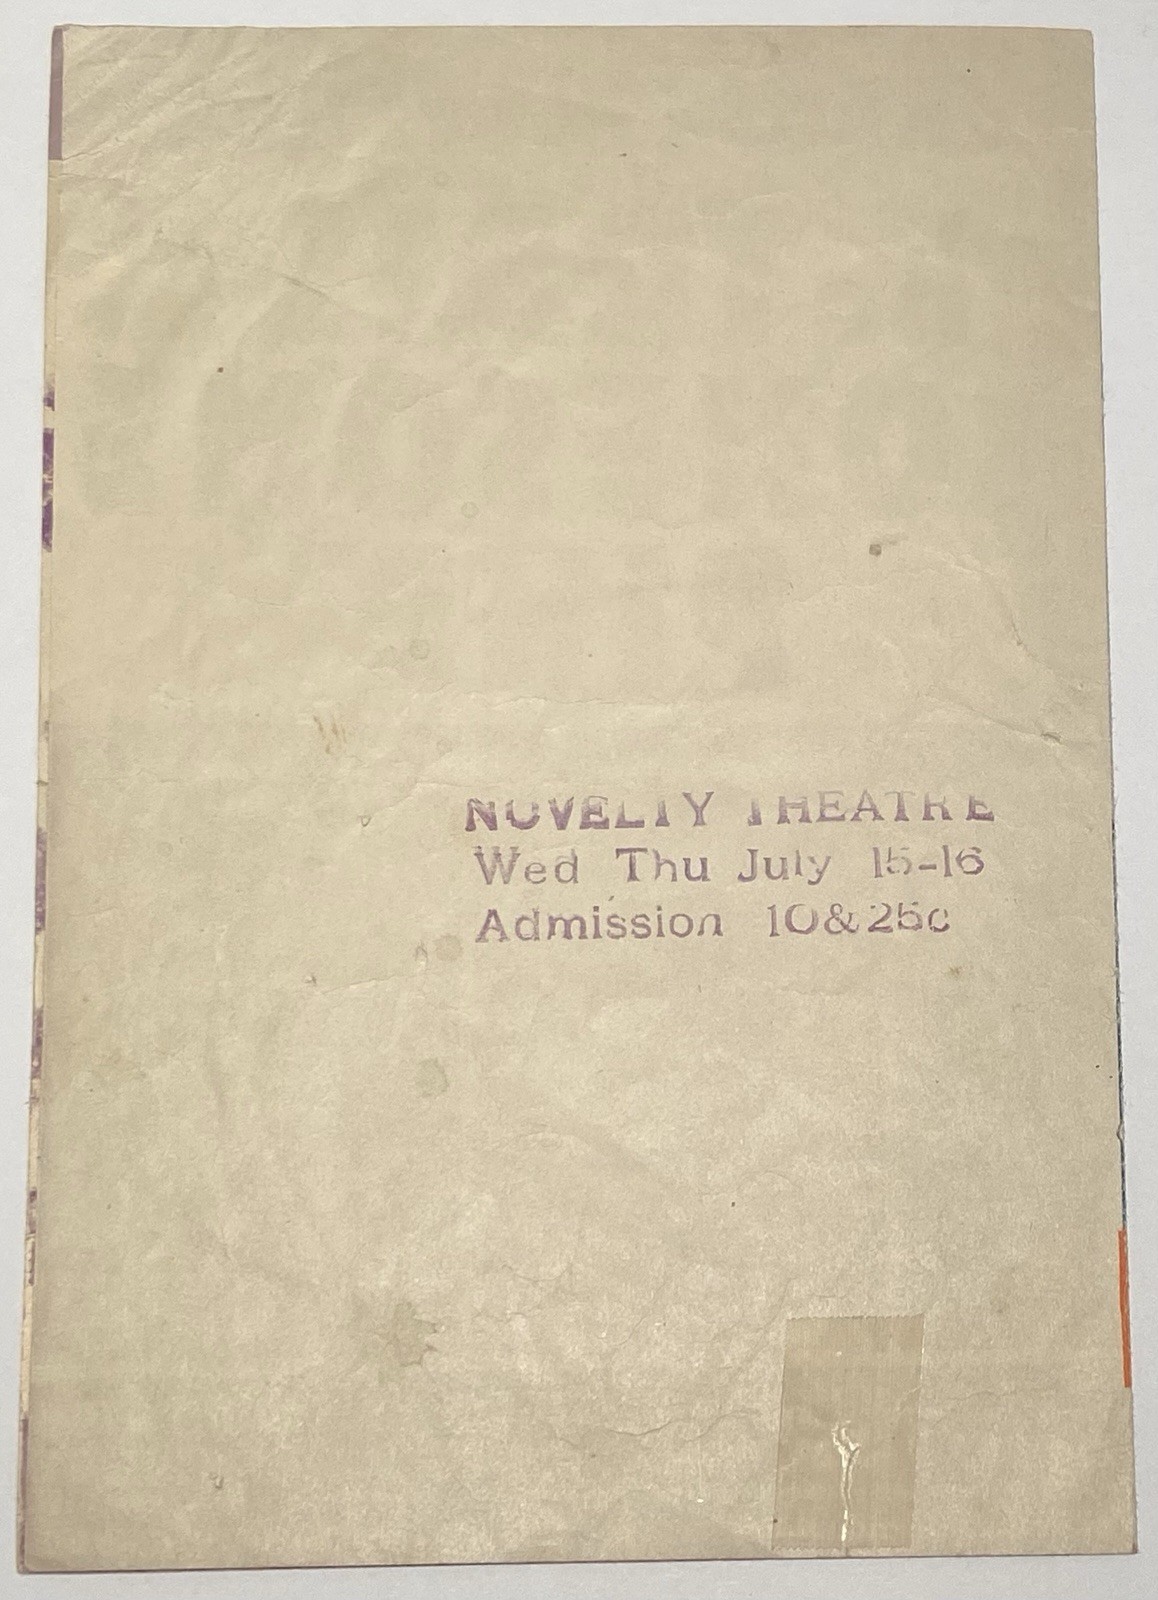 NOVELTY THEATRE
Wed Thu July 15-16
Admission 10&25c